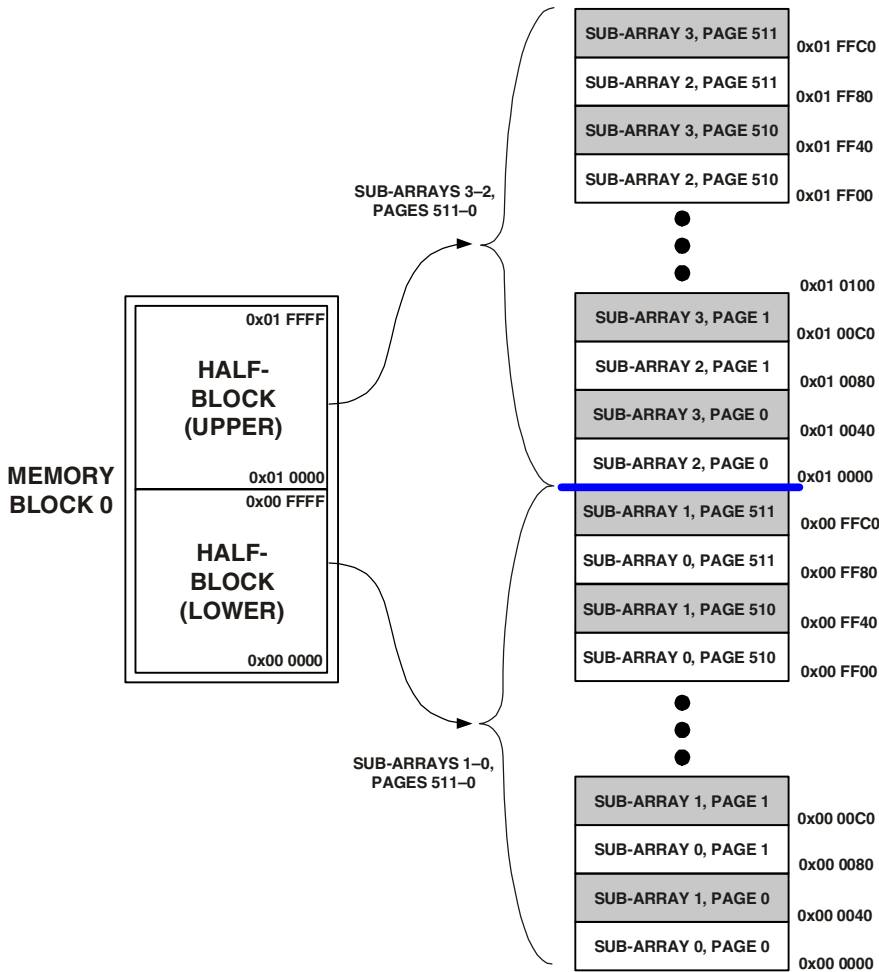 SUB-ARRAY 3, PAGE 511
0x01 FFC0
SUB-ARRAY 2, PAGE 511
0x01 FF80
SUB-ARRAY 3, PAGE 510
0x01 FF40
SUB-ARRAY 2, PAGE 510
0x01 FF00
SUB-ARRAYS 3–2,
PAGES 511–0
0x01 0100
SUB-ARRAY 3, PAGE 1
0x01 00C0
SUB-ARRAY 2, PAGE 1
0x01 0080
SUB-ARRAY 3, PAGE 0
0x01 0040
SUB-ARRAY 2, PAGE 0
0x01 0000
SUB-ARRAY 1, PAGE 511
0x00 FFC0
SUB-ARRAY 0, PAGE 511
0x00 FF80
SUB-ARRAY 1, PAGE 510
0x00 FF40
SUB-ARRAY 0, PAGE 510
0x00 FF00
MEMORY
BLOCK 0
0x01 FFFF
HALF-
BLOCK
(UPPER)
0x01 0000
0x00 FFFF
HALF-
BLOCK
(LOWER)
0x00 0000
SUB-ARRAYS 1–0,
PAGES 511–0
SUB-ARRAY 1, PAGE 1
0x00 00C0
SUB-ARRAY 0, PAGE 1
0x00 0080
SUB-ARRAY 1, PAGE 0
0x00 0040
SUB-ARRAY 0, PAGE 0
0x00 0000